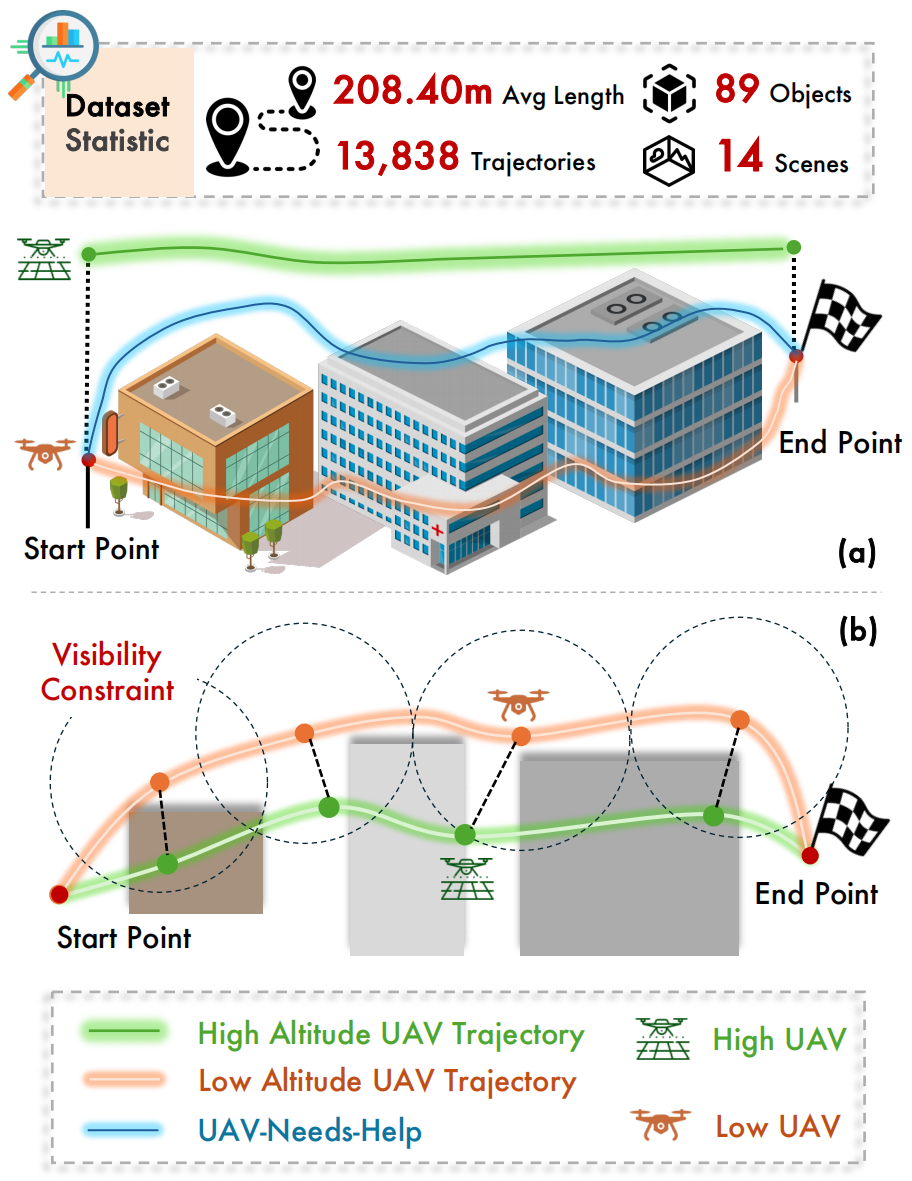 Dataset
Statistic
208.40m Avg Length
89 Objects
13,838 Trajectories
14 Scenes
End Point
Start Point
(a)
(b)
Visibility
Constraint
End Point
Start Point
High Altitude UAV Trajectory
High UAV
Low Altitude UAV Trajectory
UAV-Needs-Help
Low UAV